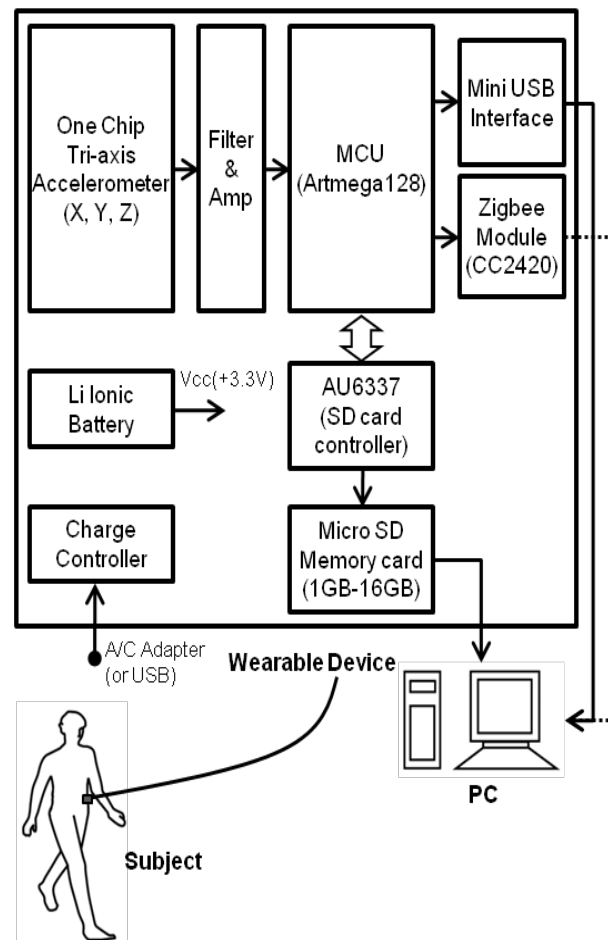 One Chip
Tri-axis
Accelerometer
(X, Y, Z)
Filter
&
Amp
MCU
(Artmega128)
Mini USB
Interface
Zigbee
Module
(CC2420)
Li Ionic
Battery
Vcc(+3.3V)
AU6337
(SD card
controller)
Charge
Controller
Micro SD
Memory card
(1GB-16GB)
A/C Adapter
(or USB)
Wearable Device
PC
Subject